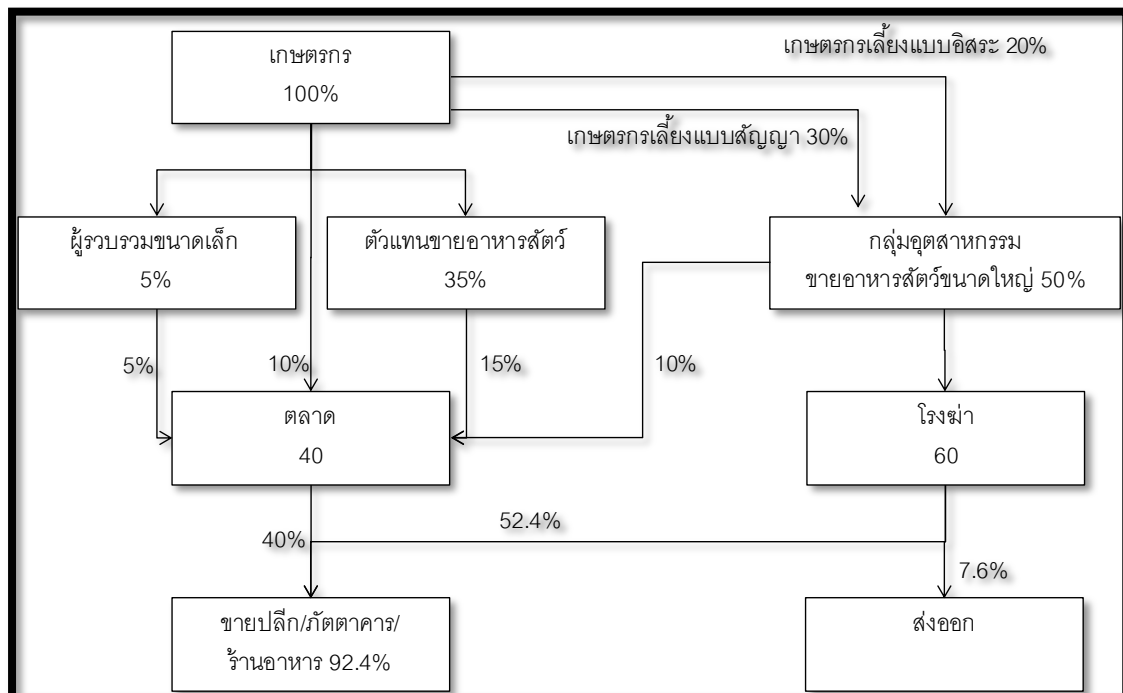 เกษตรกร
100%
เกษตรกรเลี้ยงแบบอิสระ 20%
เกษตรกรเลี้ยงแบบสัญญา 30%
ผู้รวบรวมขนาดเล็ก
5%
ตัวแทนขายอาหารสัตว์
35%
กลุ่มอุตสาหกรรม
ขายอาหารสัตว์ขนาดใหญ่ 50%
5%
10%
15%
10%
ตลาด
40
โรงฆ่า
60
52.4%
40%
7.6%
ขายปลีก/ภัตตาคาร/
ร้านอาหาร 92.4%
ส่งออก